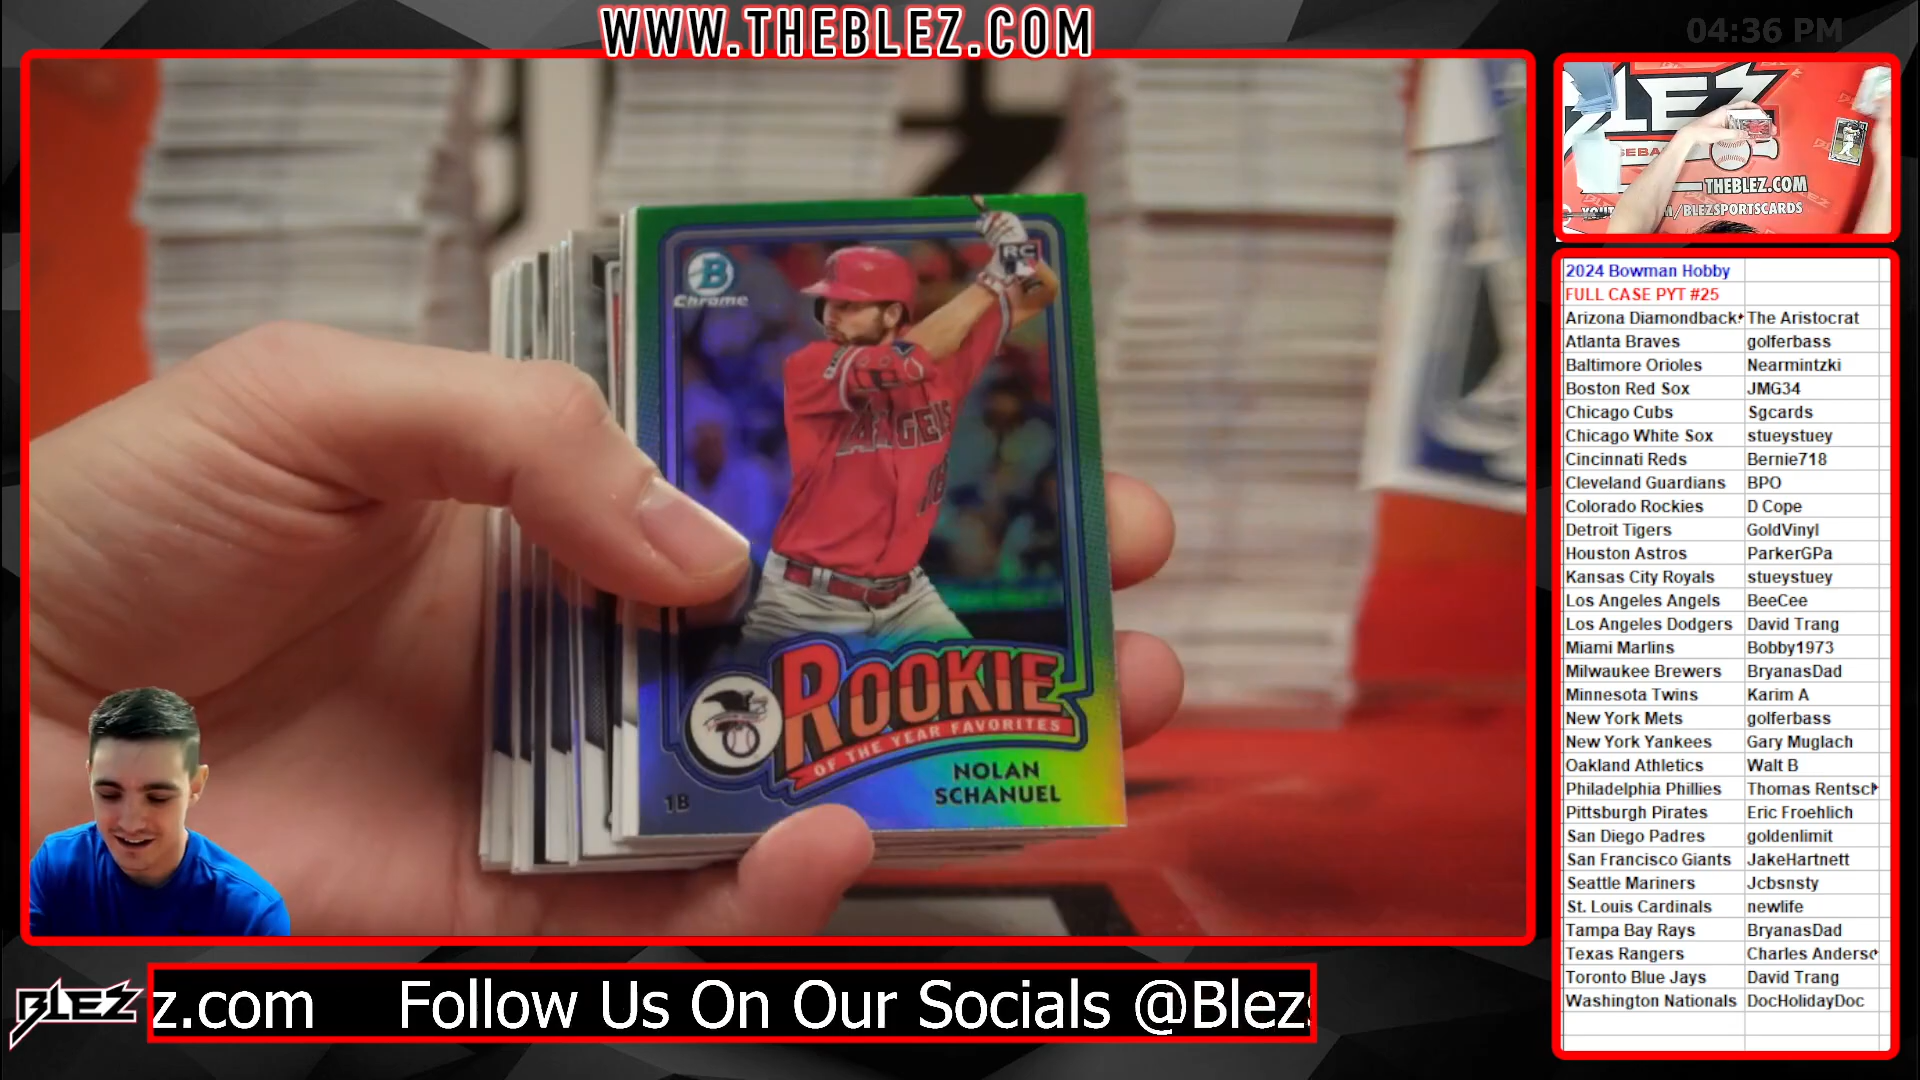 WWW.THEBLEZ.COM
04:36 PM
B
Chrome
RC
ANGELS
18
ROOKIE
OF THE YEAR FAVORITES
NOLAN
SCHANUEL
1B
BLEZ
THEBLEZ.COM
/BLEZSPORTSCARDS
2024 Bowman Hobby
FULL CASE PYT #25
Arizona Diamondback The Aristocrat
Atlanta Braves golferbass
Baltimore Orioles Nearmintzki
Boston Red Sox JMG34
Chicago Cubs Sgcards
Chicago White Sox stueystuey
Cincinnati Reds Bernie718
Cleveland Guardians BPO
Colorado Rockies D Cope
Detroit Tigers GoldVinyl
Houston Astros ParkerGPa
Kansas City Royals stueystuey
Los Angeles Angels BeeCee
Los Angeles Dodgers David Trang
Miami Marlins Bobby1973
Milwaukee Brewers BryanasDad
Minnesota Twins Karim A
New York Mets golferbass
New York Yankees Gary Muglach
Oakland Athletics Walt B
Philadelphia Phillies Thomas Rentsch
Pittsburgh Pirates Eric Froehlich
San Diego Padres goldenlimit
San Francisco Giants JakeHartnett
Seattle Mariners Jcbsnsty
St. Louis Cardinals newlife
Tampa Bay Rays BryanasDad
Texas Rangers Charles Anders
Toronto Blue Jays David Trang
Washington Nationals DocHolidayDoc
BLEZ
z.com Follow Us On Our Socials @Blez